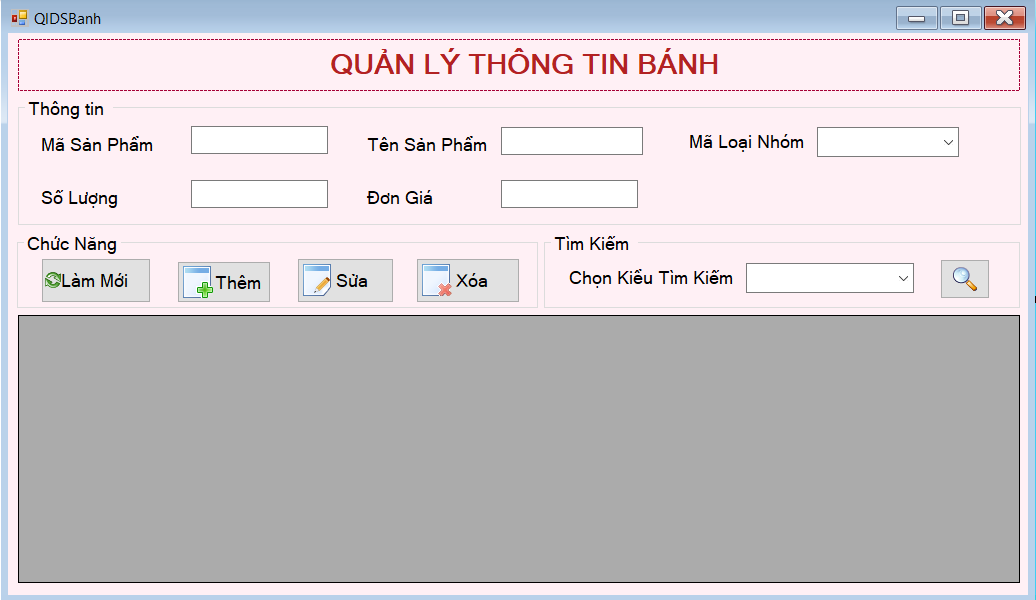 QlDSBanh
QUẢN LÝ THÔNG TIN BÁNH
Thông tin
Mã Sản Phẩm
Tên Sản Phẩm
Mã Loại Nhóm
Số Lượng
Đơn Giá
Chức Năng
Làm Mới
Thêm
Sửa
Xóa
Tìm Kiếm
Chọn Kiểu Tìm Kiếm